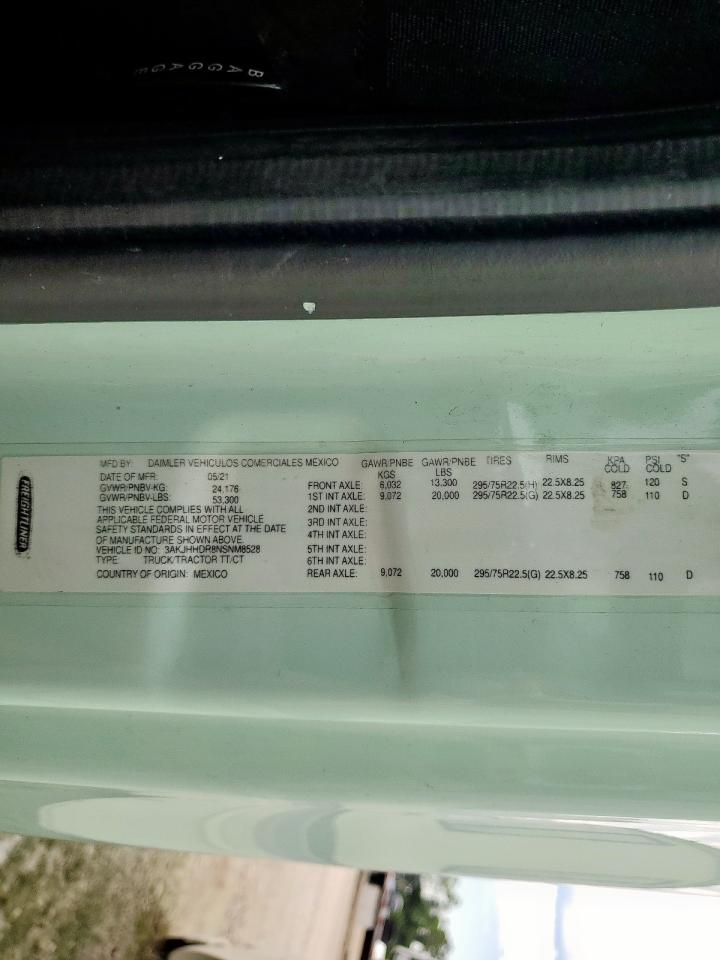 BAGGAGE
FREIGHTLINER
MFD BY: DAIMLER VEHICULOS COMERCIALES MEXICO
DATE OF MFR: 05/21
GVWR/PNBV-KG: 24,176
GVWR/PNBV-LBS: 53,300
THIS VEHICLE COMPLIES WITH ALL
APPLICABLE FEDERAL MOTOR VEHICLE
SAFETY STANDARDS IN EFFECT AT THE DATE
OF MANUFACTURE SHOWN ABOVE.
VEHICLE ID NO: 3AKJHHDR8NSNM8528
TYPE: TRUCK/TRACTOR TT/CT
COUNTRY OF ORIGIN: MEXICO
GAWR/PNBE KGS GAWR/PNBE LBS TIRES RIMS KPA COLD PSI COLD "S"
FRONT AXLE: 6,032 13,300 295/75R22.5(H) 22.5X8.25 827 120 S
1ST INT AXLE: 9,072 20,000 295/75R22.5(G) 22.5X8.25 758 110 D
2ND INT AXLE:
3RD INT AXLE:
4TH INT AXLE:
5TH INT AXLE:
6TH INT AXLE:
REAR AXLE: 9,072 20,000 295/75R22.5(G) 22.5X8.25 758 110 D